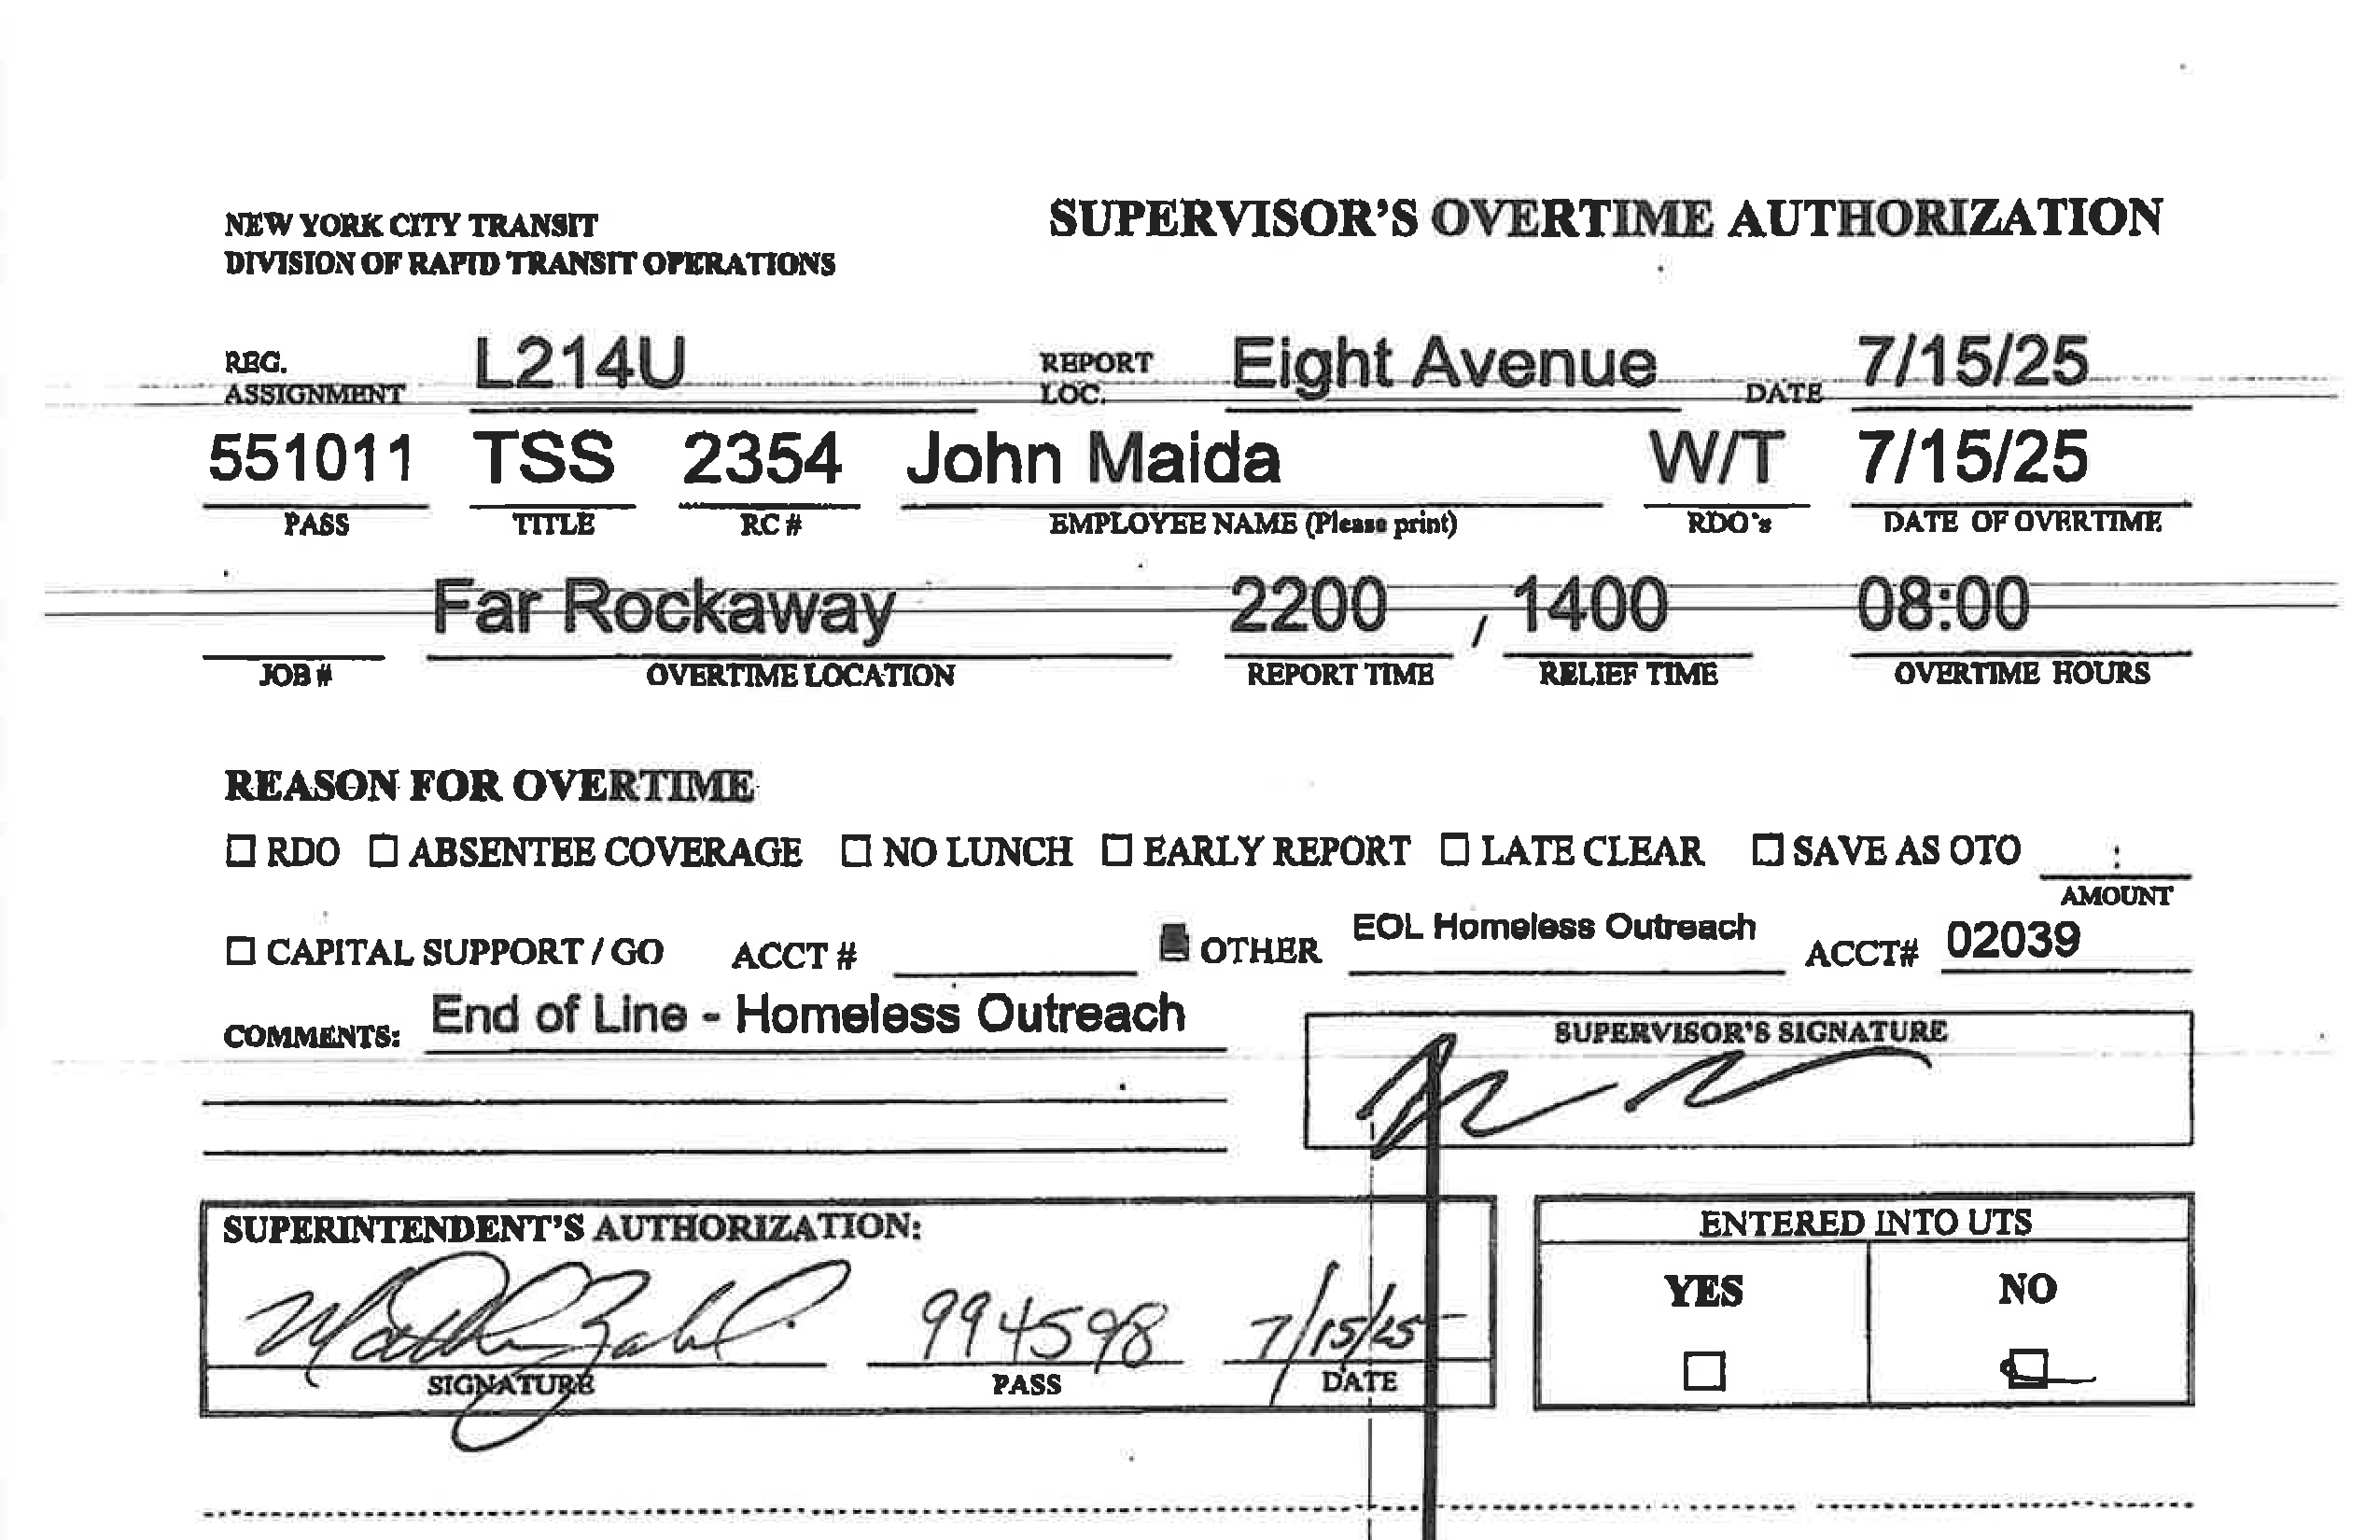 NEW YORK CITY TRANSIT
DIVISION OF RAPID TRANSIT OPERATIONS
SUPERVISOR'S OVERTIME AUTHORIZATION
REG. ASSIGNMENT L214U REPORT LOC. Eight Avenue DATE 7/15/25
551011 TSS 2354 John Maida W/T 7/15/25
PASS TITLE RC # EMPLOYEE NAME (Please print) RDO's DATE OF OVERTIME
Far Rockaway 2200 / 1400 08:00
JOB # OVERTIME LOCATION REPORT TIME RELIEF TIME OVERTIME HOURS
REASON FOR OVERTIME
RDO ABSENTEE COVERAGE NO LUNCH EARLY REPORT LATE CLEAR SAVE AS OTO :
AMOUNT
CAPITAL SUPPORT / GO ACCT # OTHER EOL Homeless Outreach ACCT# 02039
COMMENTS: End of Line - Homeless Outreach
SUPERVISOR'S SIGNATURE
SUPERINTENDENT'S AUTHORIZATION:
994598 7/15/25
SIGNATURE PASS DATE
ENTERED INTO UTS
YES NO